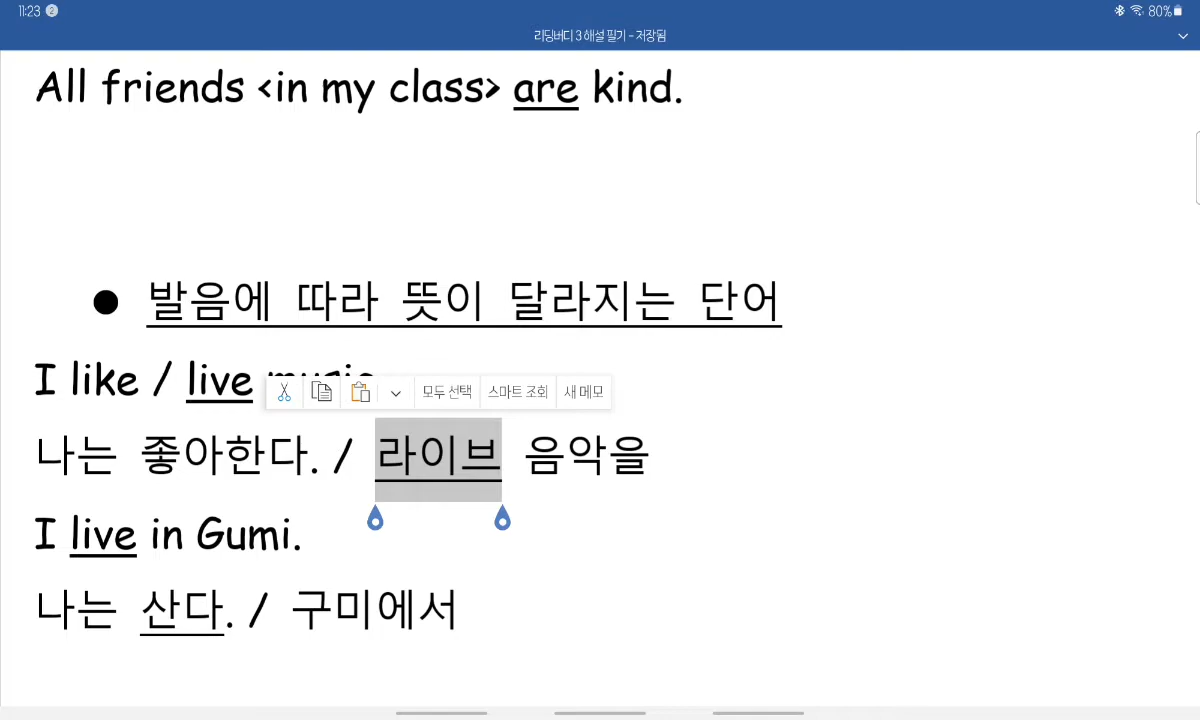 11:23 2 80%
리딩버디 3 해설 필기 - 저장됨
All friends <in my class> are kind.
● 발음에 따라 뜻이 달라지는 단어
I like / live music
모두 선택 스마트 조회 새 메모
나는 좋아한다. / 라이브 음악을
I live in Gumi.
나는 산다. / 구미에서